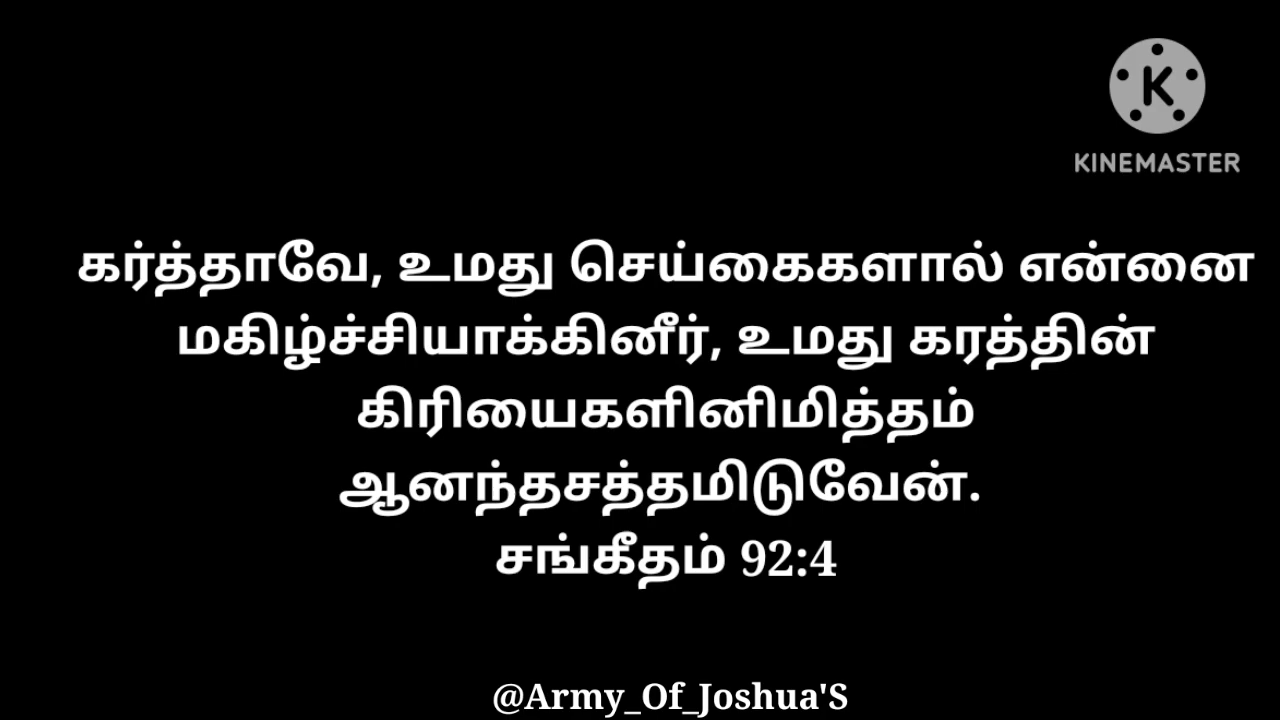 K
KINEMASTER
கர்த்தாவே, உமது செய்கைகளால் என்னை
மகிழ்ச்சியாக்கினீர், உமது கரத்தின்
கிரியைகளினிமித்தம்
ஆனந்தசத்தமிடுவேன்.
சங்கீதம் 92:4
@Army_Of_Joshua'S